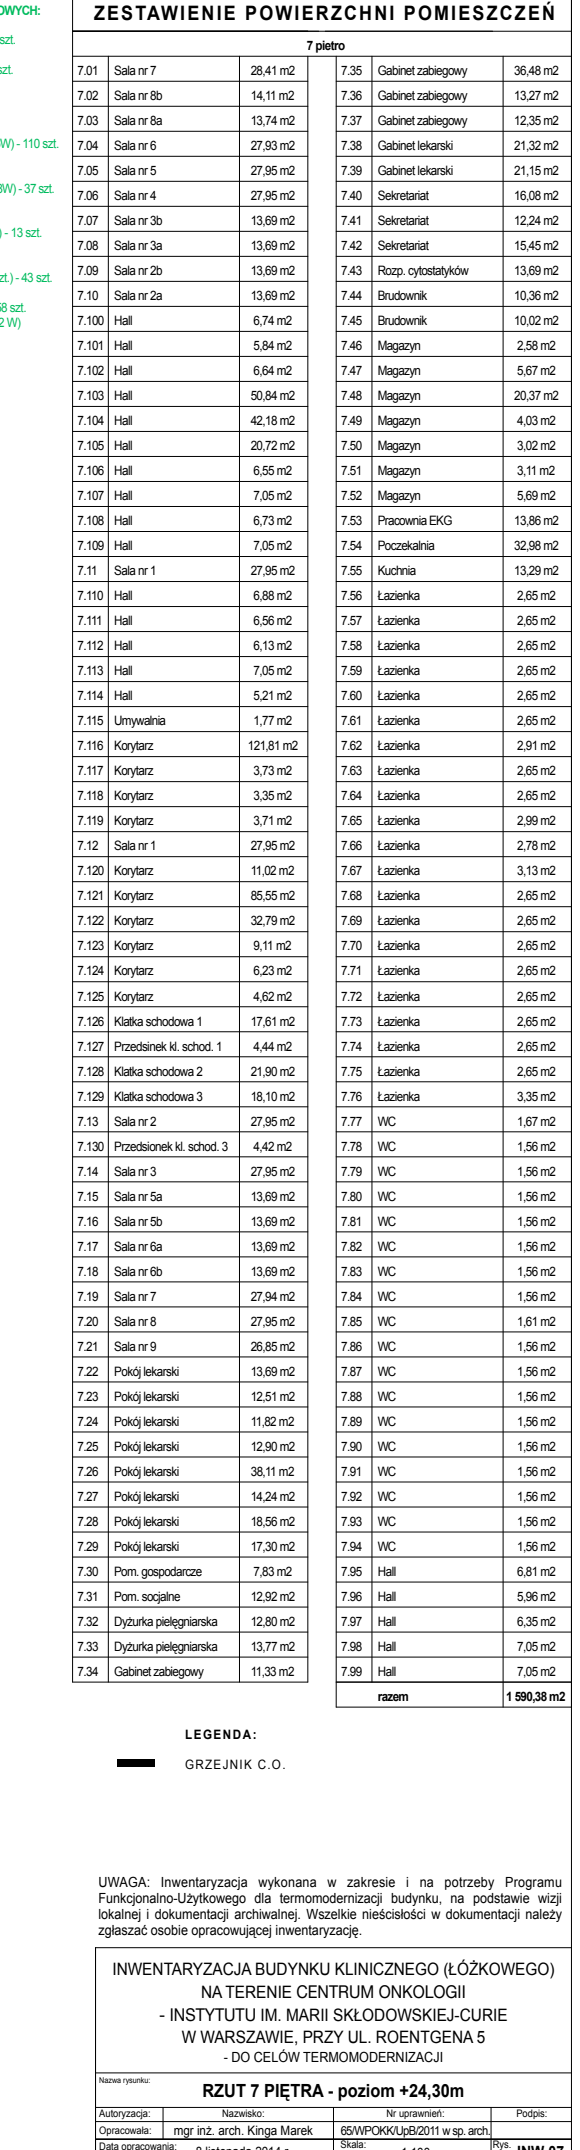 OWYCH:
szt.
szt.
W) - 110 szt.
8W) - 37 szt.
) - 13 szt.
zt.) - 43 szt.
58 szt.
2 W)
ZESTAWIENIE POWIERZCHNI POMIESZCZEŃ
7 pietro
7.01 Sala nr 7 28,41 m2 7.35 Gabinet zabiegowy 36,48 m2
7.02 Sala nr 8b 14,11 m2 7.36 Gabinet zabiegowy 13,27 m2
7.03 Sala nr 8a 13,74 m2 7.37 Gabinet zabiegowy 12,35 m2
7.04 Sala nr 6 27,93 m2 7.38 Gabinet lekarski 21,32 m2
7.05 Sala nr 5 27,95 m2 7.39 Gabinet lekarski 21,15 m2
7.06 Sala nr 4 27,95 m2 7.40 Sekretariat 16,08 m2
7.07 Sala nr 3b 13,69 m2 7.41 Sekretariat 12,24 m2
7.08 Sala nr 3a 13,69 m2 7.42 Sekretariat 15,45 m2
7.09 Sala nr 2b 13,69 m2 7.43 Rozp. cytostatyków 13,69 m2
7.10 Sala nr 2a 13,69 m2 7.44 Brudownik 10,36 m2
7.100 Hall 6,74 m2 7.45 Brudownik 10,02 m2
7.101 Hall 5,84 m2 7.46 Magazyn 2,58 m2
7.102 Hall 6,64 m2 7.47 Magazyn 5,67 m2
7.103 Hall 50,84 m2 7.48 Magazyn 20,37 m2
7.104 Hall 42,18 m2 7.49 Magazyn 4,03 m2
7.105 Hall 20,72 m2 7.50 Magazyn 3,02 m2
7.106 Hall 6,55 m2 7.51 Magazyn 3,11 m2
7.107 Hall 7,05 m2 7.52 Magazyn 5,69 m2
7.108 Hall 6,73 m2 7.53 Pracownia EKG 13,86 m2
7.109 Hall 7,05 m2 7.54 Poczekalnia 32,98 m2
7.11 Sala nr 1 27,95 m2 7.55 Kuchnia 13,29 m2
7.110 Hall 6,88 m2 7.56 Łazienka 2,65 m2
7.111 Hall 6,56 m2 7.57 Łazienka 2,65 m2
7.112 Hall 6,13 m2 7.58 Łazienka 2,65 m2
7.113 Hall 7,05 m2 7.59 Łazienka 2,65 m2
7.114 Hall 5,21 m2 7.60 Łazienka 2,65 m2
7.115 Umywalnia 1,77 m2 7.61 Łazienka 2,65 m2
7.116 Korytarz 121,81 m2 7.62 Łazienka 2,91 m2
7.117 Korytarz 3,73 m2 7.63 Łazienka 2,65 m2
7.118 Korytarz 3,35 m2 7.64 Łazienka 2,65 m2
7.119 Korytarz 3,71 m2 7.65 Łazienka 2,99 m2
7.12 Sala nr 1 27,95 m2 7.66 Łazienka 2,78 m2
7.120 Korytarz 11,02 m2 7.67 Łazienka 3,13 m2
7.121 Korytarz 85,55 m2 7.68 Łazienka 2,65 m2
7.122 Korytarz 32,79 m2 7.69 Łazienka 2,65 m2
7.123 Korytarz 9,11 m2 7.70 Łazienka 2,65 m2
7.124 Korytarz 6,23 m2 7.71 Łazienka 2,65 m2
7.125 Korytarz 4,62 m2 7.72 Łazienka 2,65 m2
7.126 Klatka schodowa 1 17,61 m2 7.73 Łazienka 2,65 m2
7.127 Przedsinek kl. schod. 1 4,44 m2 7.74 Łazienka 2,65 m2
7.128 Klatka schodowa 2 21,90 m2 7.75 Łazienka 2,65 m2
7.129 Klatka schodowa 3 18,10 m2 7.76 Łazienka 3,35 m2
7.13 Sala nr 2 27,95 m2 7.77 WC 1,67 m2
7.130 Przedsionek kl. schod. 3 4,42 m2 7.78 WC 1,56 m2
7.14 Sala nr 3 27,95 m2 7.79 WC 1,56 m2
7.15 Sala nr 5a 13,69 m2 7.80 WC 1,56 m2
7.16 Sala nr 5b 13,69 m2 7.81 WC 1,56 m2
7.17 Sala nr 6a 13,69 m2 7.82 WC 1,56 m2
7.18 Sala nr 6b 13,69 m2 7.83 WC 1,56 m2
7.19 Sala nr 7 27,94 m2 7.84 WC 1,56 m2
7.20 Sala nr 8 27,95 m2 7.85 WC 1,61 m2
7.21 Sala nr 9 26,85 m2 7.86 WC 1,56 m2
7.22 Pokój lekarski 13,69 m2 7.87 WC 1,56 m2
7.23 Pokój lekarski 12,51 m2 7.88 WC 1,56 m2
7.24 Pokój lekarski 11,82 m2 7.89 WC 1,56 m2
7.25 Pokój lekarski 12,90 m2 7.90 WC 1,56 m2
7.26 Pokój lekarski 38,11 m2 7.91 WC 1,56 m2
7.27 Pokój lekarski 14,24 m2 7.92 WC 1,56 m2
7.28 Pokój lekarski 18,56 m2 7.93 WC 1,56 m2
7.29 Pokój lekarski 17,30 m2 7.94 WC 1,56 m2
7.30 Pom. gospodarcze 7,83 m2 7.95 Hall 6,81 m2
7.31 Pom. socjalne 12,92 m2 7.96 Hall 5,96 m2
7.32 Dyżurka pielęgniarska 12,80 m2 7.97 Hall 6,35 m2
7.33 Dyżurka pielęgniarska 13,77 m2 7.98 Hall 7,05 m2
7.34 Gabinet zabiegowy 11,33 m2 7.99 Hall 7,05 m2
razem 1 590,38 m2
LEGENDA:
GRZEJNIK C.O.
UWAGA: Inwentaryzacja wykonana w zakresie i na potrzeby Programu
Funkcjonalno-Użytkowego dla termomodernizacji budynku, na podstawie wizji
lokalnej i dokumentacji archiwalnej. Wszelkie nieścisłości w dokumentacji należy
zgłaszać osobie opracowującej inwentaryzację.
INWENTARYZACJA BUDYNKU KLINICZNEGO (ŁÓŻKOWEGO)
NA TERENIE CENTRUM ONKOLOGII
- INSTYTUTU IM. MARII SKŁODOWSKIEJ-CURIE
W WARSZAWIE, PRZY UL. ROENTGENA 5
- DO CELÓW TERMOMODERNIZACJI
Nazwa rysunku:
RZUT 7 PIĘTRA - poziom +24,30m
Autoryzacja: Nazwisko: Nr uprawnień: Podpis:
Opracowała: mgr inż. arch. Kinga Marek 65/WPOKK/UpB/2011 w sp. arch.
Data opracowania: 8 listopada 2014 r. Skala: 1:100 Rys. INW-07